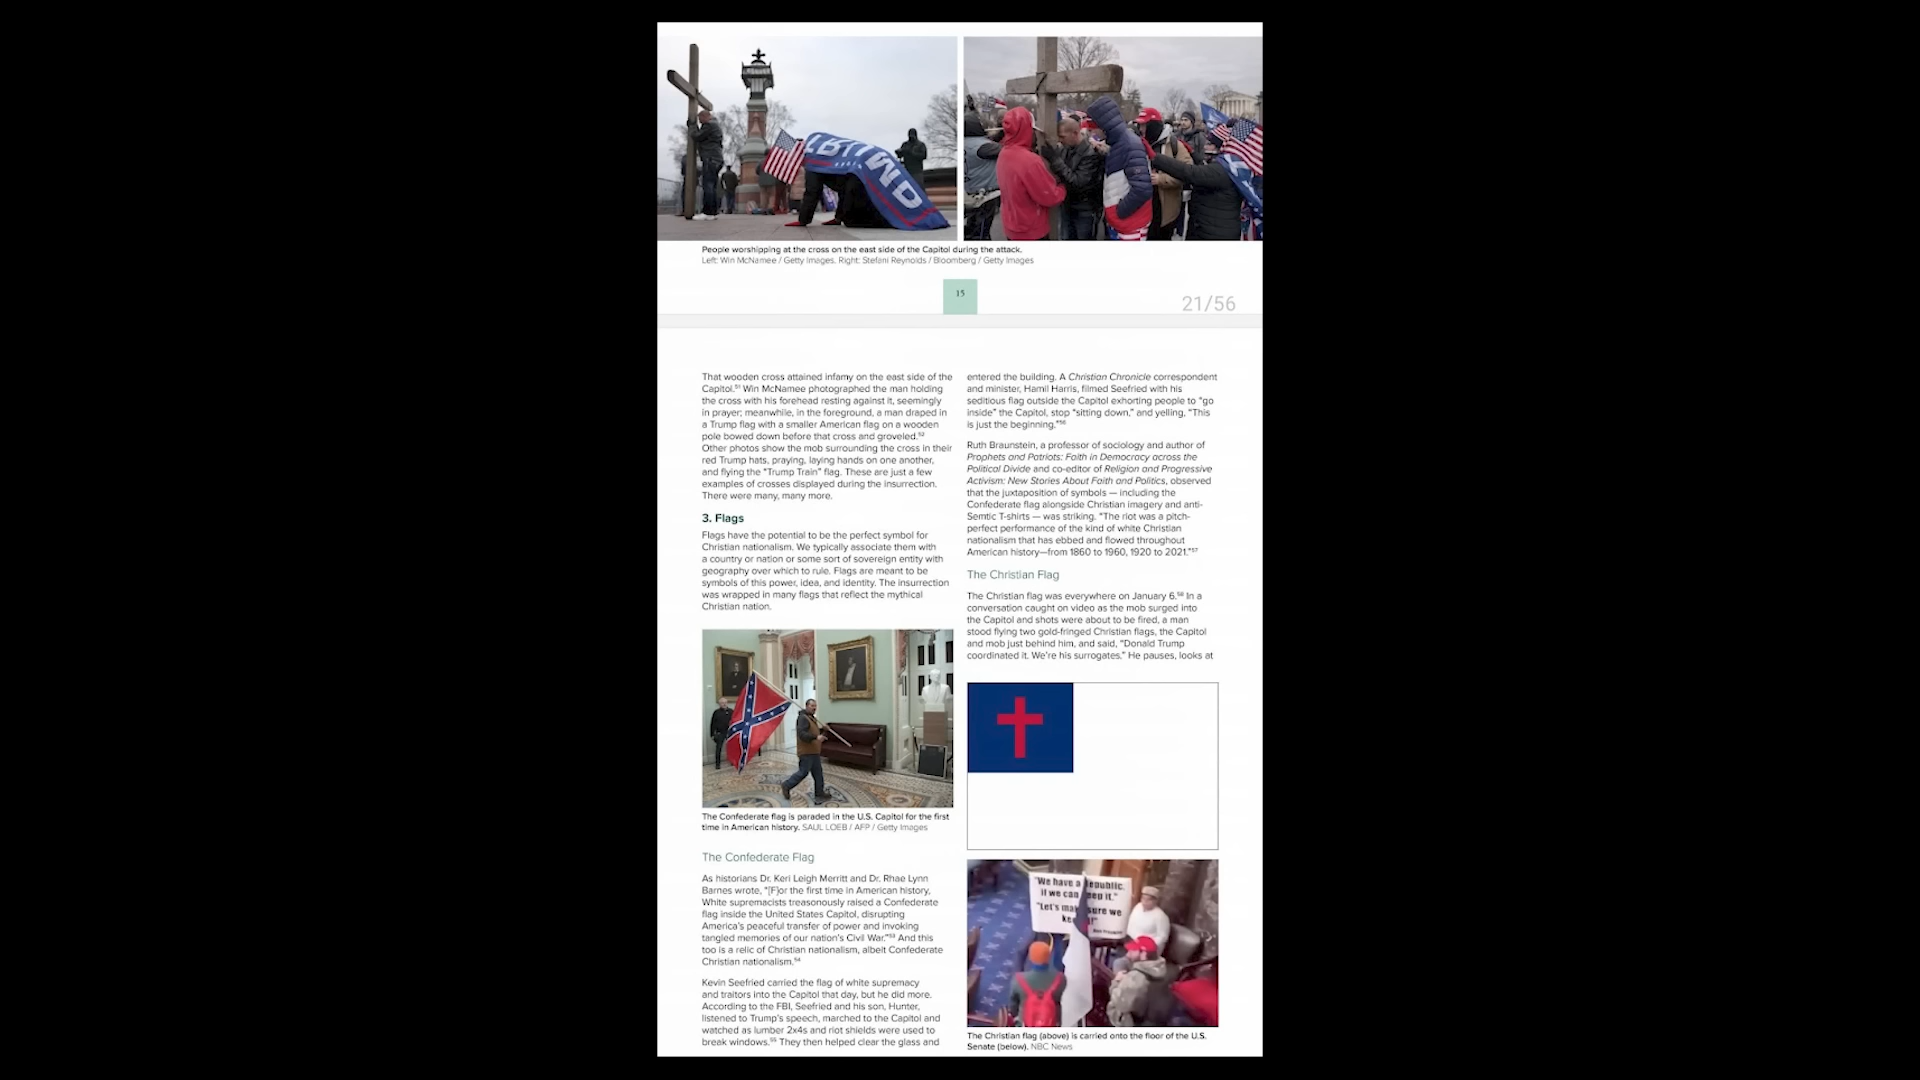 TRUMP
People worshipping at the cross on the east side of the Capitol during the attack.
Left: Win McNamee / Getty Images. Right: Stefani Reynolds / Bloomberg / Getty Images
15
21/56
That wooden cross attained infamy on the east side of the
Capitol.51 Win McNamee photographed the man holding
the cross with his forehead resting against it, seemingly
in prayer; meanwhile, in the foreground, a man draped in
a Trump flag with a smaller American flag on a wooden
pole bowed down before that cross and groveled.52
Other photos show the mob surrounding the cross in their
red Trump hats, praying, laying hands on one another,
and flying the “Trump Train” flag. These are just a few
examples of crosses displayed during the insurrection.
There were many, many more.
3. Flags
Flags have the potential to be the perfect symbol for
Christian nationalism. We typically associate them with
a country or nation or some sort of sovereign entity with
geography over which to rule. Flags are meant to be
symbols of this power, idea, and identity. The insurrection
was wrapped in many flags that reflect the mythical
Christian nation.
The Confederate flag is paraded in the U.S. Capitol for the first
time in American history. SAUL LOEB / AFP / Getty Images
The Confederate Flag
As historians Dr. Keri Leigh Merritt and Dr. Rhae Lynn
Barnes wrote, “[F]or the first time in American history,
White supremacists treasonously raised a Confederate
flag inside the United States Capitol, disrupting
America’s peaceful transfer of power and invoking
tangled memories of our nation’s Civil War.”53 And this
too is a relic of Christian nationalism, albeit Confederate
Christian nationalism.54
Kevin Seefried carried the flag of white supremacy
and traitors into the Capitol that day, but he did more.
According to the FBI, Seefried and his son, Hunter,
listened to Trump’s speech, marched to the Capitol and
watched as lumber 2x4s and riot shields were used to
break windows.55 They then helped clear the glass and
entered the building. A Christian Chronicle correspondent
and minister, Hamil Harris, filmed Seefried with his
seditious flag outside the Capitol exhorting people to “go
inside” the Capitol, stop “sitting down,” and yelling, “This
is just the beginning.”56
Ruth Braunstein, a professor of sociology and author of
Prophets and Patriots: Faith in Democracy across the
Political Divide and co-editor of Religion and Progressive
Activism: New Stories About Faith and Politics, observed
that the juxtaposition of symbols — including the
Confederate flag alongside Christian imagery and anti-
Semtic T-shirts — was striking. “The riot was a pitch-
perfect performance of the kind of white Christian
nationalism that has ebbed and flowed throughout
American history—from 1860 to 1960, 1920 to 2021.”57
The Christian Flag
The Christian flag was everywhere on January 6.58 In a
conversation caught on video as the mob surged into
the Capitol and shots were about to be fired, a man
stood flying two gold-fringed Christian flags, the Capitol
and mob just behind him, and said, “Donald Trump
coordinated it. We’re his surrogates.” He pauses, looks at
"We have a Republic.
if we can keep it."
"Let's make sure we
The Christian flag (above) is carried onto the floor of the U.S.
Senate (below). NBC News